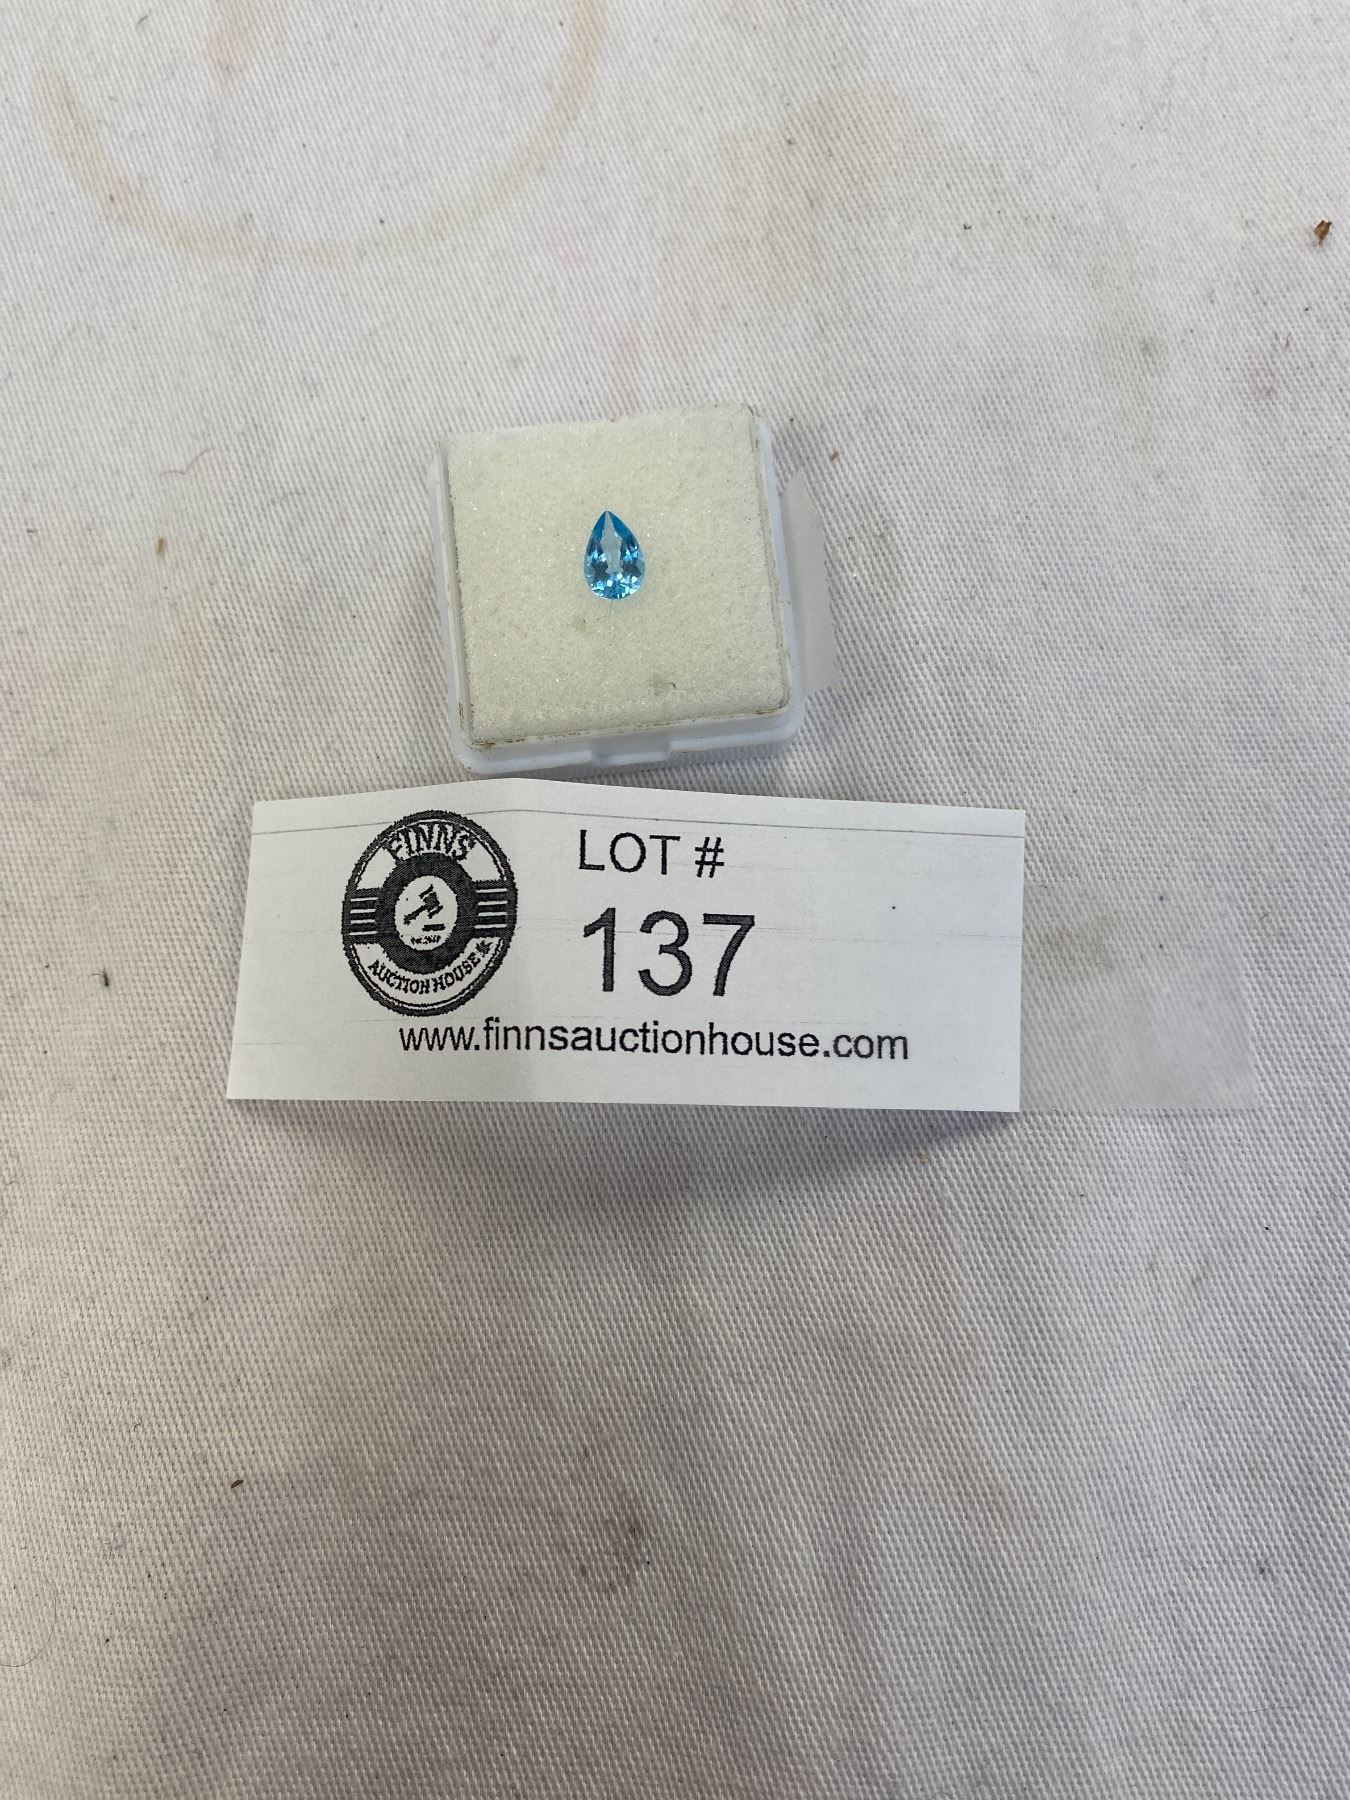 FINNS
AUCTION HOUSE
LOT #
137
www.finnsauctionhouse.com